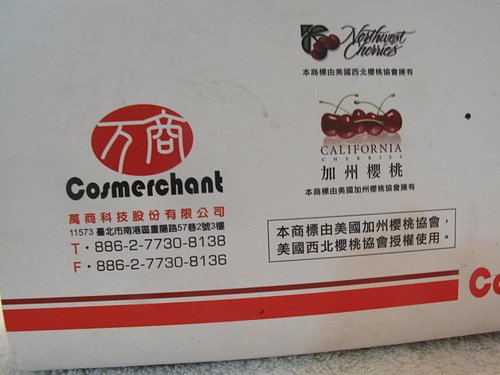 Northwest
Cherries
本商標由美國西北櫻桃協會擁有
CALIFORNIA
CHERRIES
加州櫻桃
本商標由美國加州櫻桃協會擁有
万商
Cosmerchant
萬商科技股份有限公司
11573 臺北市南港區重陽路57巷2號3樓
T・886-2-7730-8138
F・886-2-7730-8136
本商標由美國加州櫻桃協會，
美國西北櫻桃協會授權使用。
Co